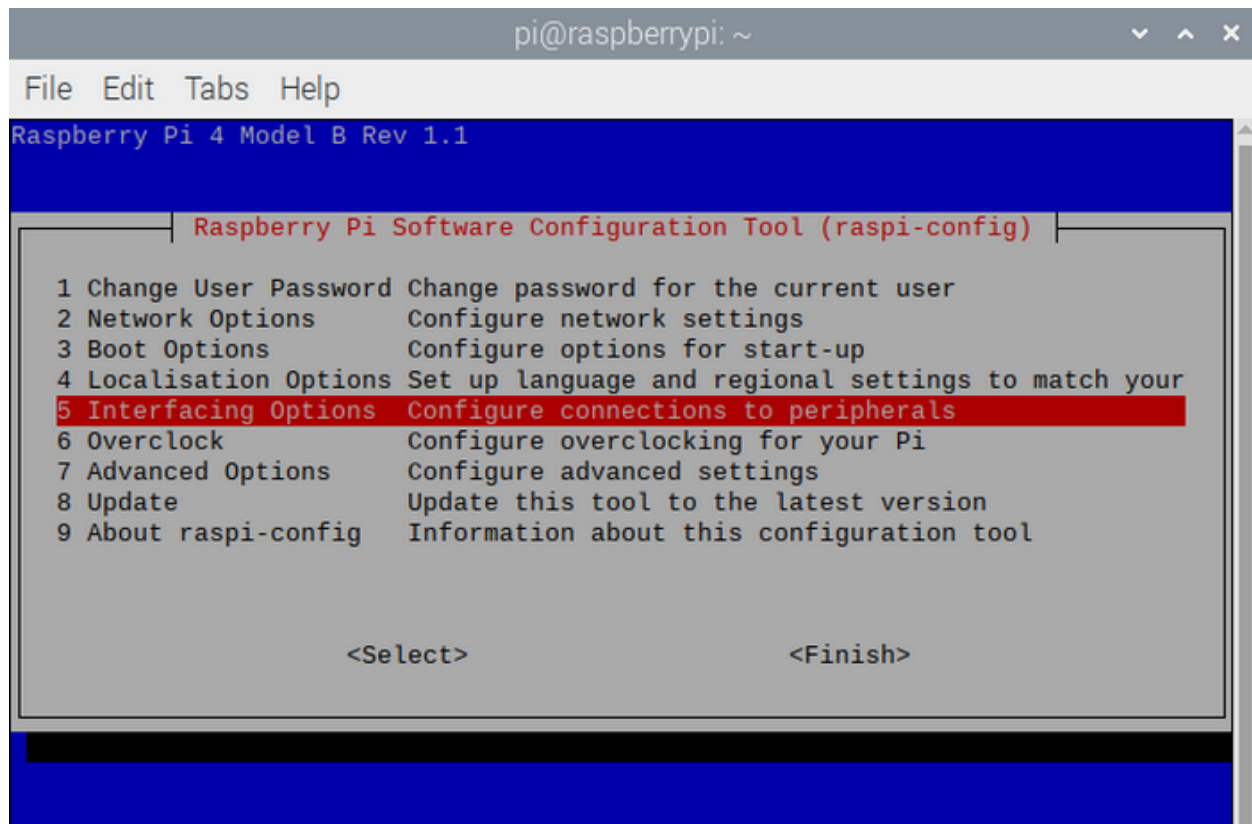 pi@raspberrypi: ~
File Edit Tabs Help
Raspberry Pi 4 Model B Rev 1.1
Raspberry Pi Software Configuration Tool (raspi-config)
1 Change User Password Change password for the current user
2 Network Options Configure network settings
3 Boot Options Configure options for start-up
4 Localisation Options Set up language and regional settings to match your
5 Interfacing Options Configure connections to peripherals
6 Overclock Configure overclocking for your Pi
7 Advanced Options Configure advanced settings
8 Update Update this tool to the latest version
9 About raspi-config Information about this configuration tool
<Select> <Finish>